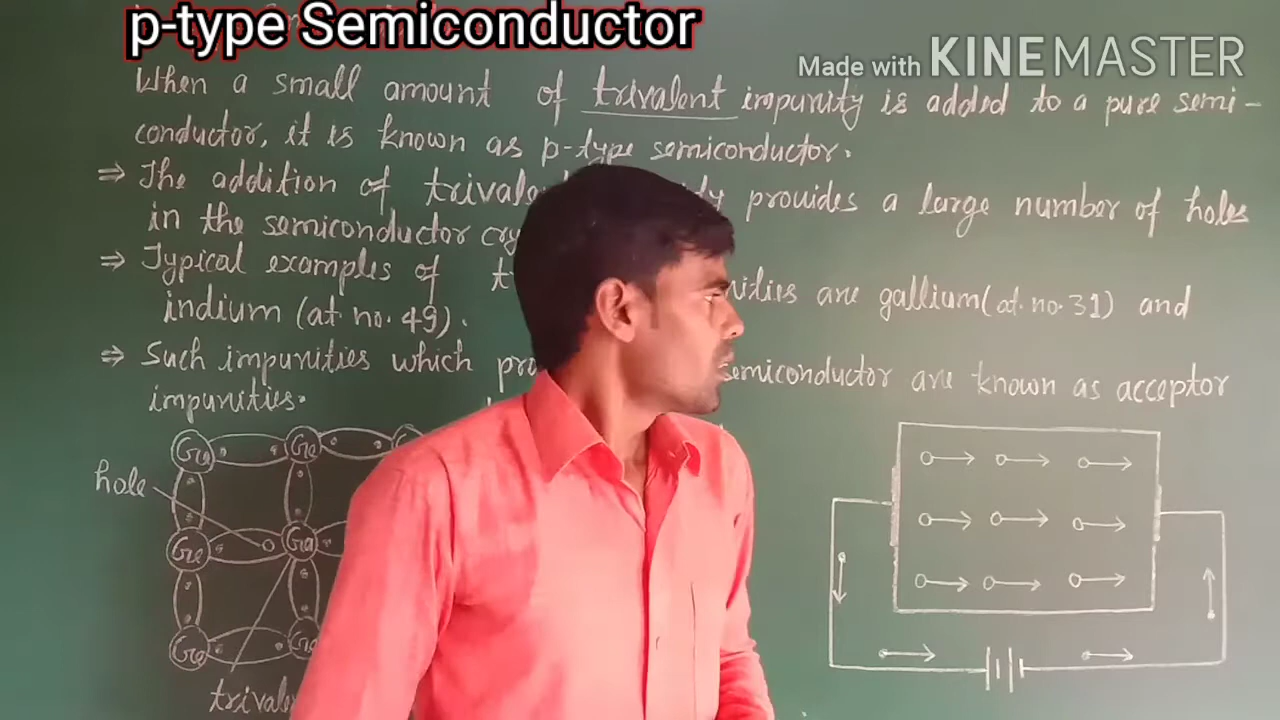 p-type Semiconductor
Made with KINEMASTER
When a small amount of trivalent impurity is added to a pure semi-
conductor, it is known as p-type semiconductor.
⇒ The addition of provides a large number of holes
in the semiconductor
⇒ Typical examples of are gallium (at. no. 31) and
indium (at. no. 49).
⇒ Such impurities which semiconductor are known as acceptor
impurities.
Ge Ge
hole
Ge Ga
Ge